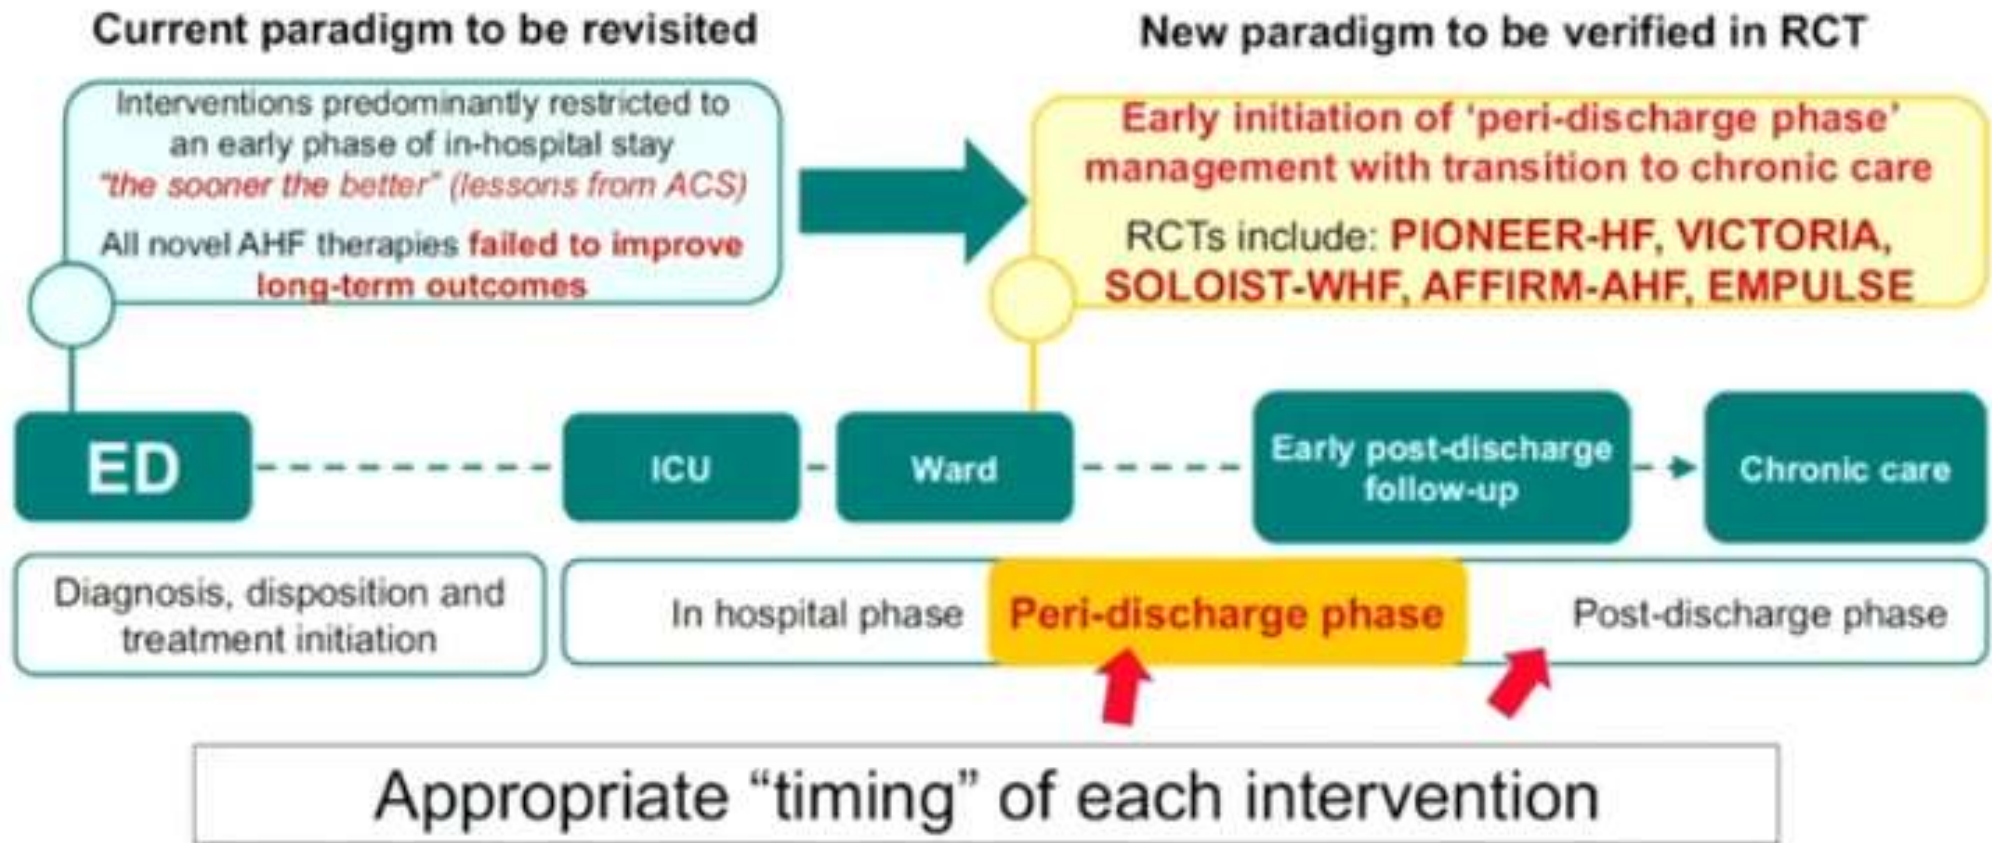 Current paradigm to be revisited
New paradigm to be verified in RCT
Interventions predominantly restricted to
an early phase of in-hospital stay
"the sooner the better" (lessons from ACS)
All novel AHF therapies failed to improve
long-term outcomes
Early initiation of ‘peri-discharge phase’
management with transition to chronic care
RCTs include: PIONEER-HF, VICTORIA,
SOLOIST-WHF, AFFIRM-AHF, EMPULSE
ED
ICU
Ward
Early post-discharge
follow-up
Chronic care
Diagnosis, disposition and
treatment initiation
In hospital phase
Peri-discharge phase
Post-discharge phase
Appropriate “timing” of each intervention